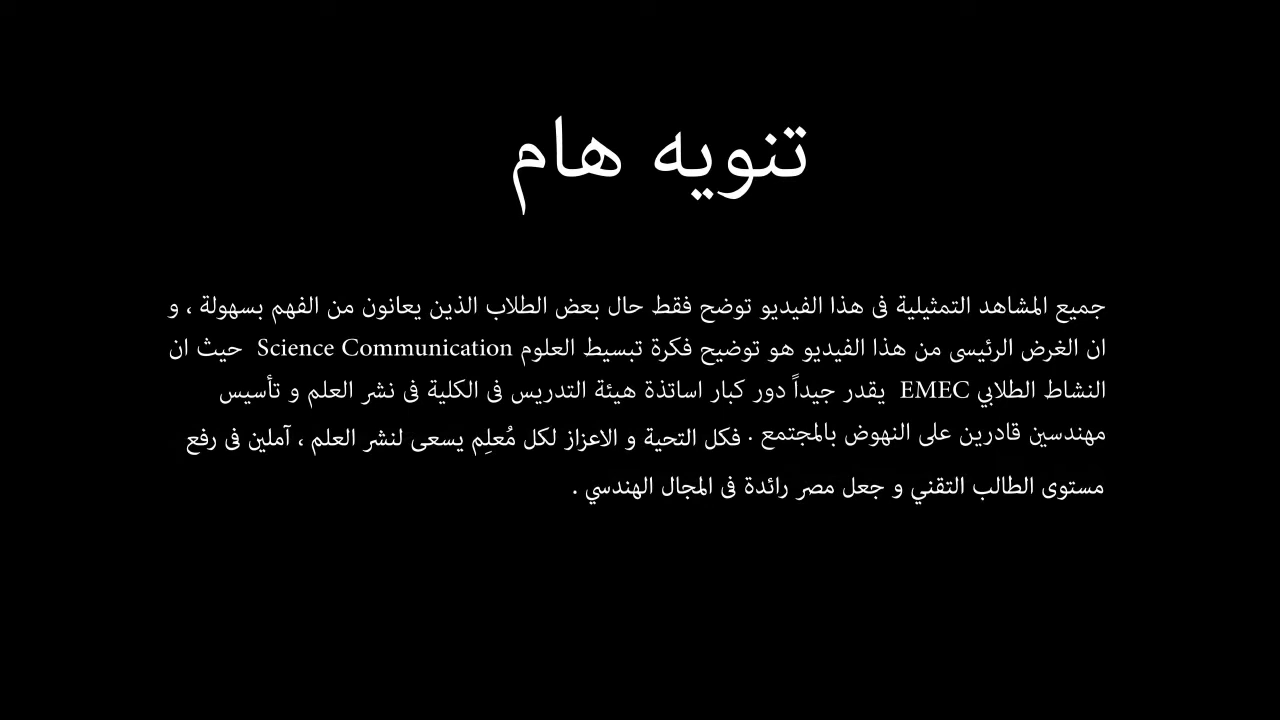 تنويه هام
جميع المشاهد التمثيلية فى هذا الفيديو توضح فقط حال بعض الطلاب الذين يعانون من الفهم بسهولة ، و
ان الغرض الرئيسى من هذا الفيديو هو توضيح فكرة تبسيط العلوم Science Communication حيث ان
النشاط الطلابي EMEC يقدر جيداً دور كبار اساتذة هيئة التدريس فى الكلية فى نشر العلم و تأسيس
مهندسين قادرين على النهوض بالمجتمع . فكل التحية و الاعزاز لكل مُعلِم يسعى لنشر العلم ، آملين فى رفع
مستوى الطالب التقني و جعل مصر رائدة فى المجال الهندسي .